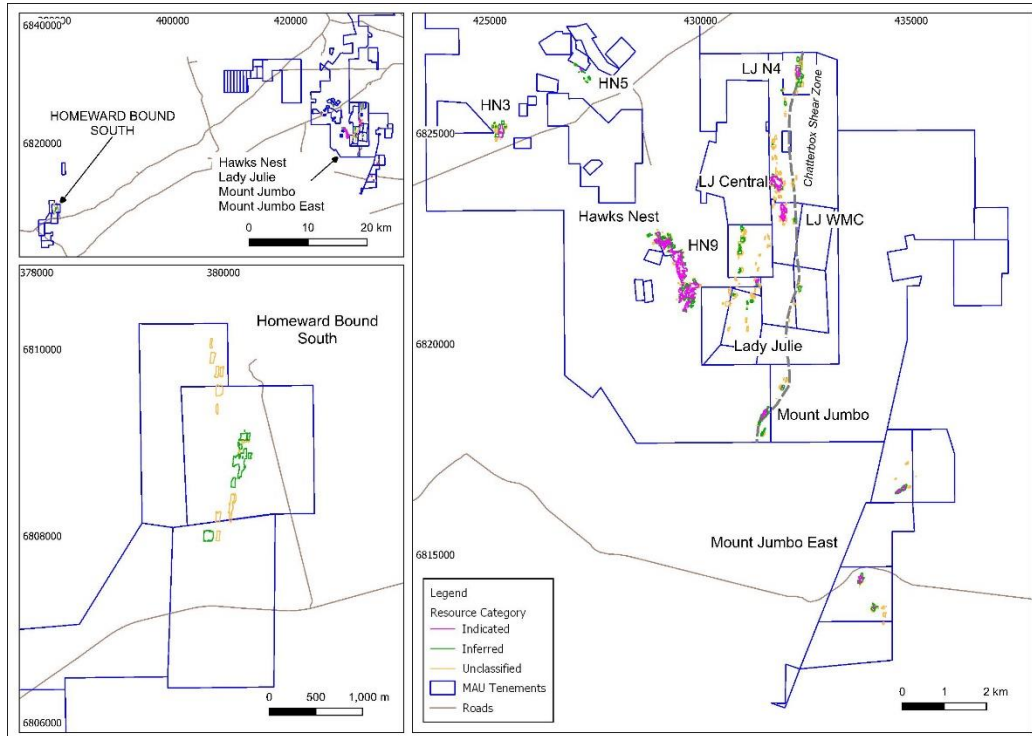 6840000
380000
400000
420000
HOMEWARD BOUND
SOUTH
6820000
Hawks Nest
Lady Julie
Mount Jumbo
Mount Jumbo East
0 10 20 km
378000
380000
Homeward Bound
South
6810000
6808000
0 500 1,000 m
6806000
425000
430000
435000
LJ N4
HN5
Chatterbox Shear Zone
HN3
6825000
LJ Central
Hawks Nest
LJ WMC
HN9
6820000
Lady Julie
Mount Jumbo
Mount Jumbo East
6815000
Legend
Resource Category
Indicated
Inferred
Unclassified
MAU Tenements
Roads
0 1 2 km